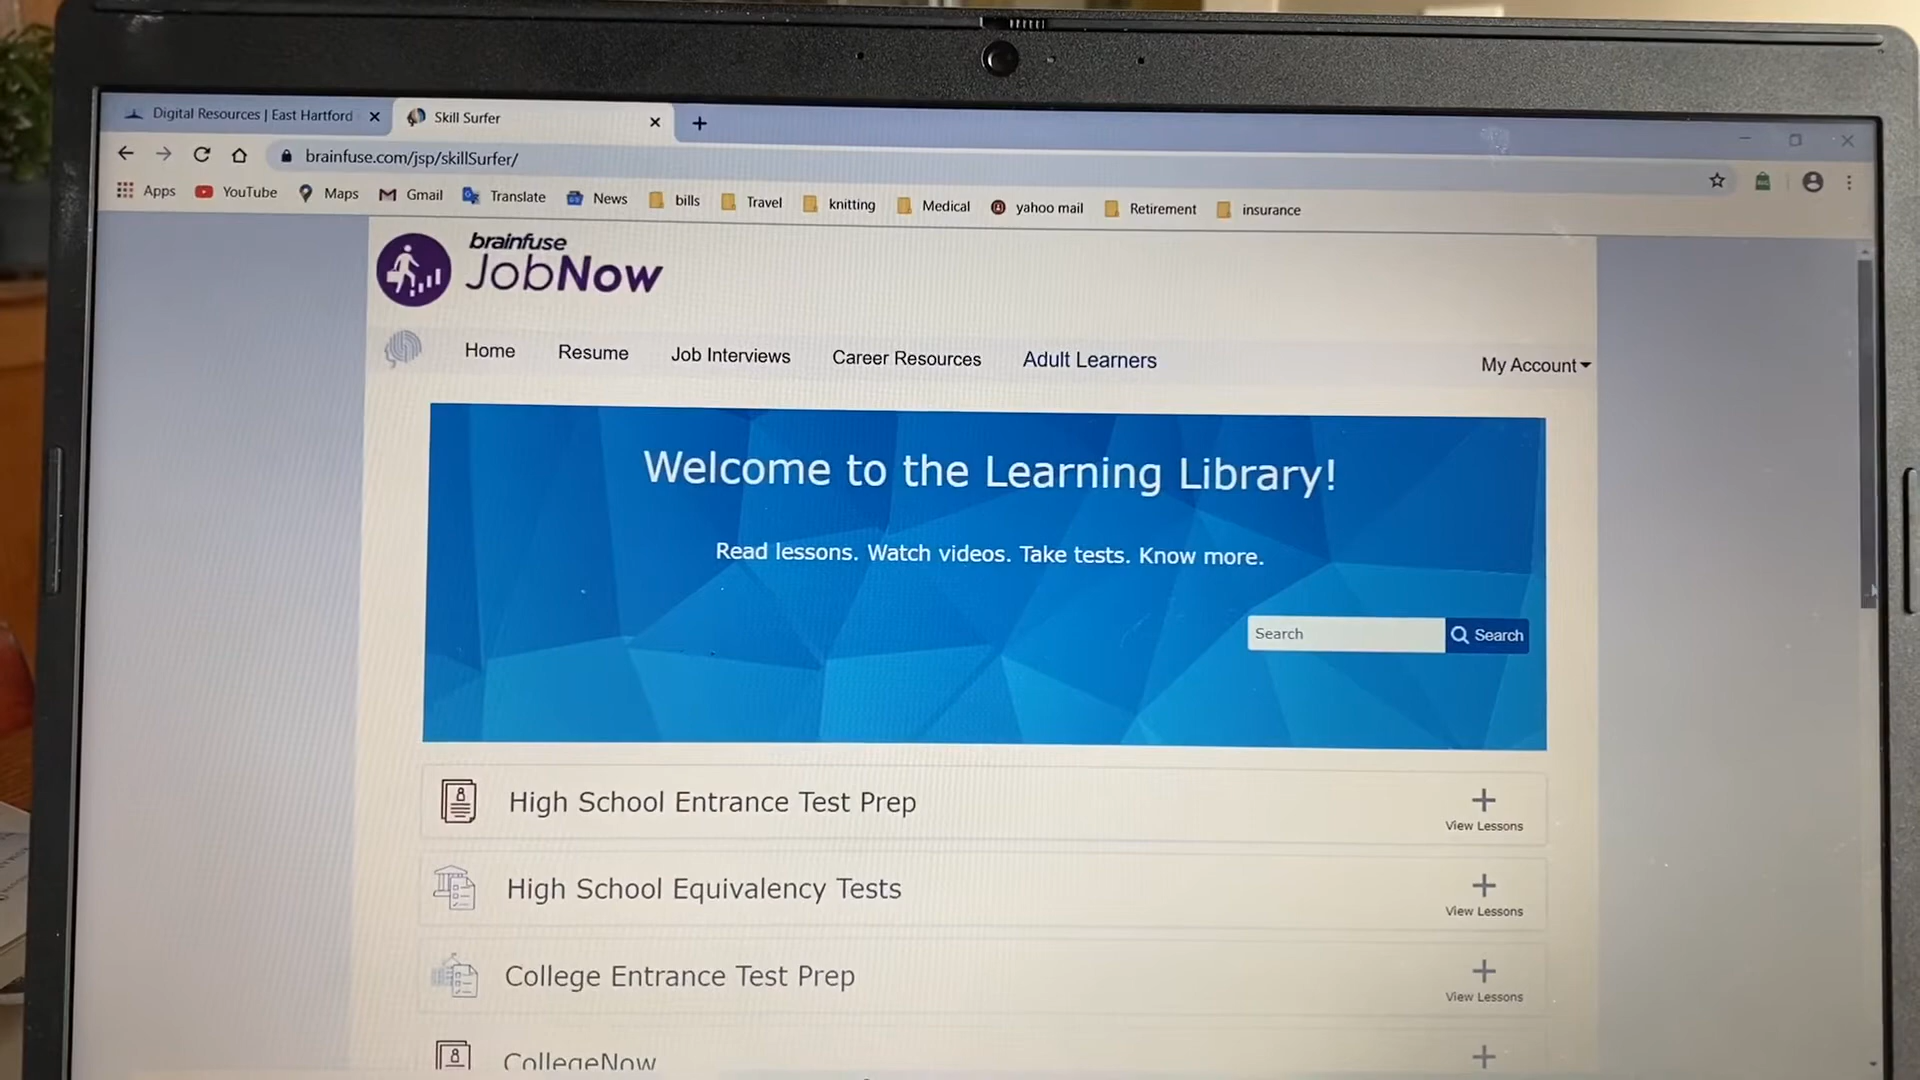 Digital Resources | East Hartford
Skill Surfer
brainfuse.com/jsp/skillSurfer/
Apps YouTube Maps Gmail Translate News bills Travel knitting Medical yahoo mail Retirement insurance
brainfuse
JobNow
Home Resume Job Interviews Career Resources Adult Learners My Account
Welcome to the Learning Library!
Read lessons. Watch videos. Take tests. Know more.
Search Search
High School Entrance Test Prep
View Lessons
High School Equivalency Tests
View Lessons
College Entrance Test Prep
View Lessons
CollegeNow